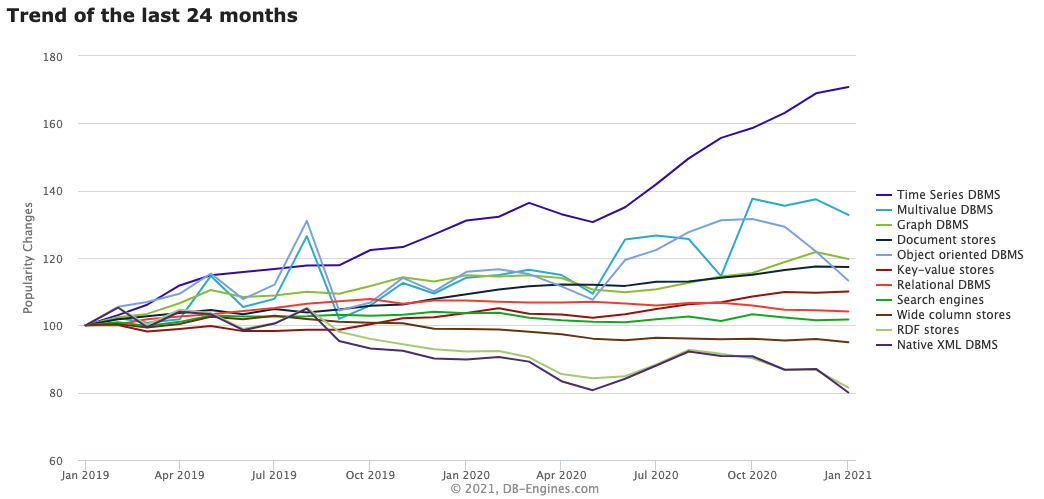 Trend of the last 24 months
180
160
140
120
100
80
60
Popularity Changes
Jan 2019 Apr 2019 Jul 2019 Oct 2019 Jan 2020 Apr 2020 Jul 2020 Oct 2020 Jan 2021
Time Series DBMS
Multivalue DBMS
Graph DBMS
Document stores
Object oriented DBMS
Key-value stores
Relational DBMS
Search engines
Wide column stores
RDF stores
Native XML DBMS
© 2021, DB-Engines.com